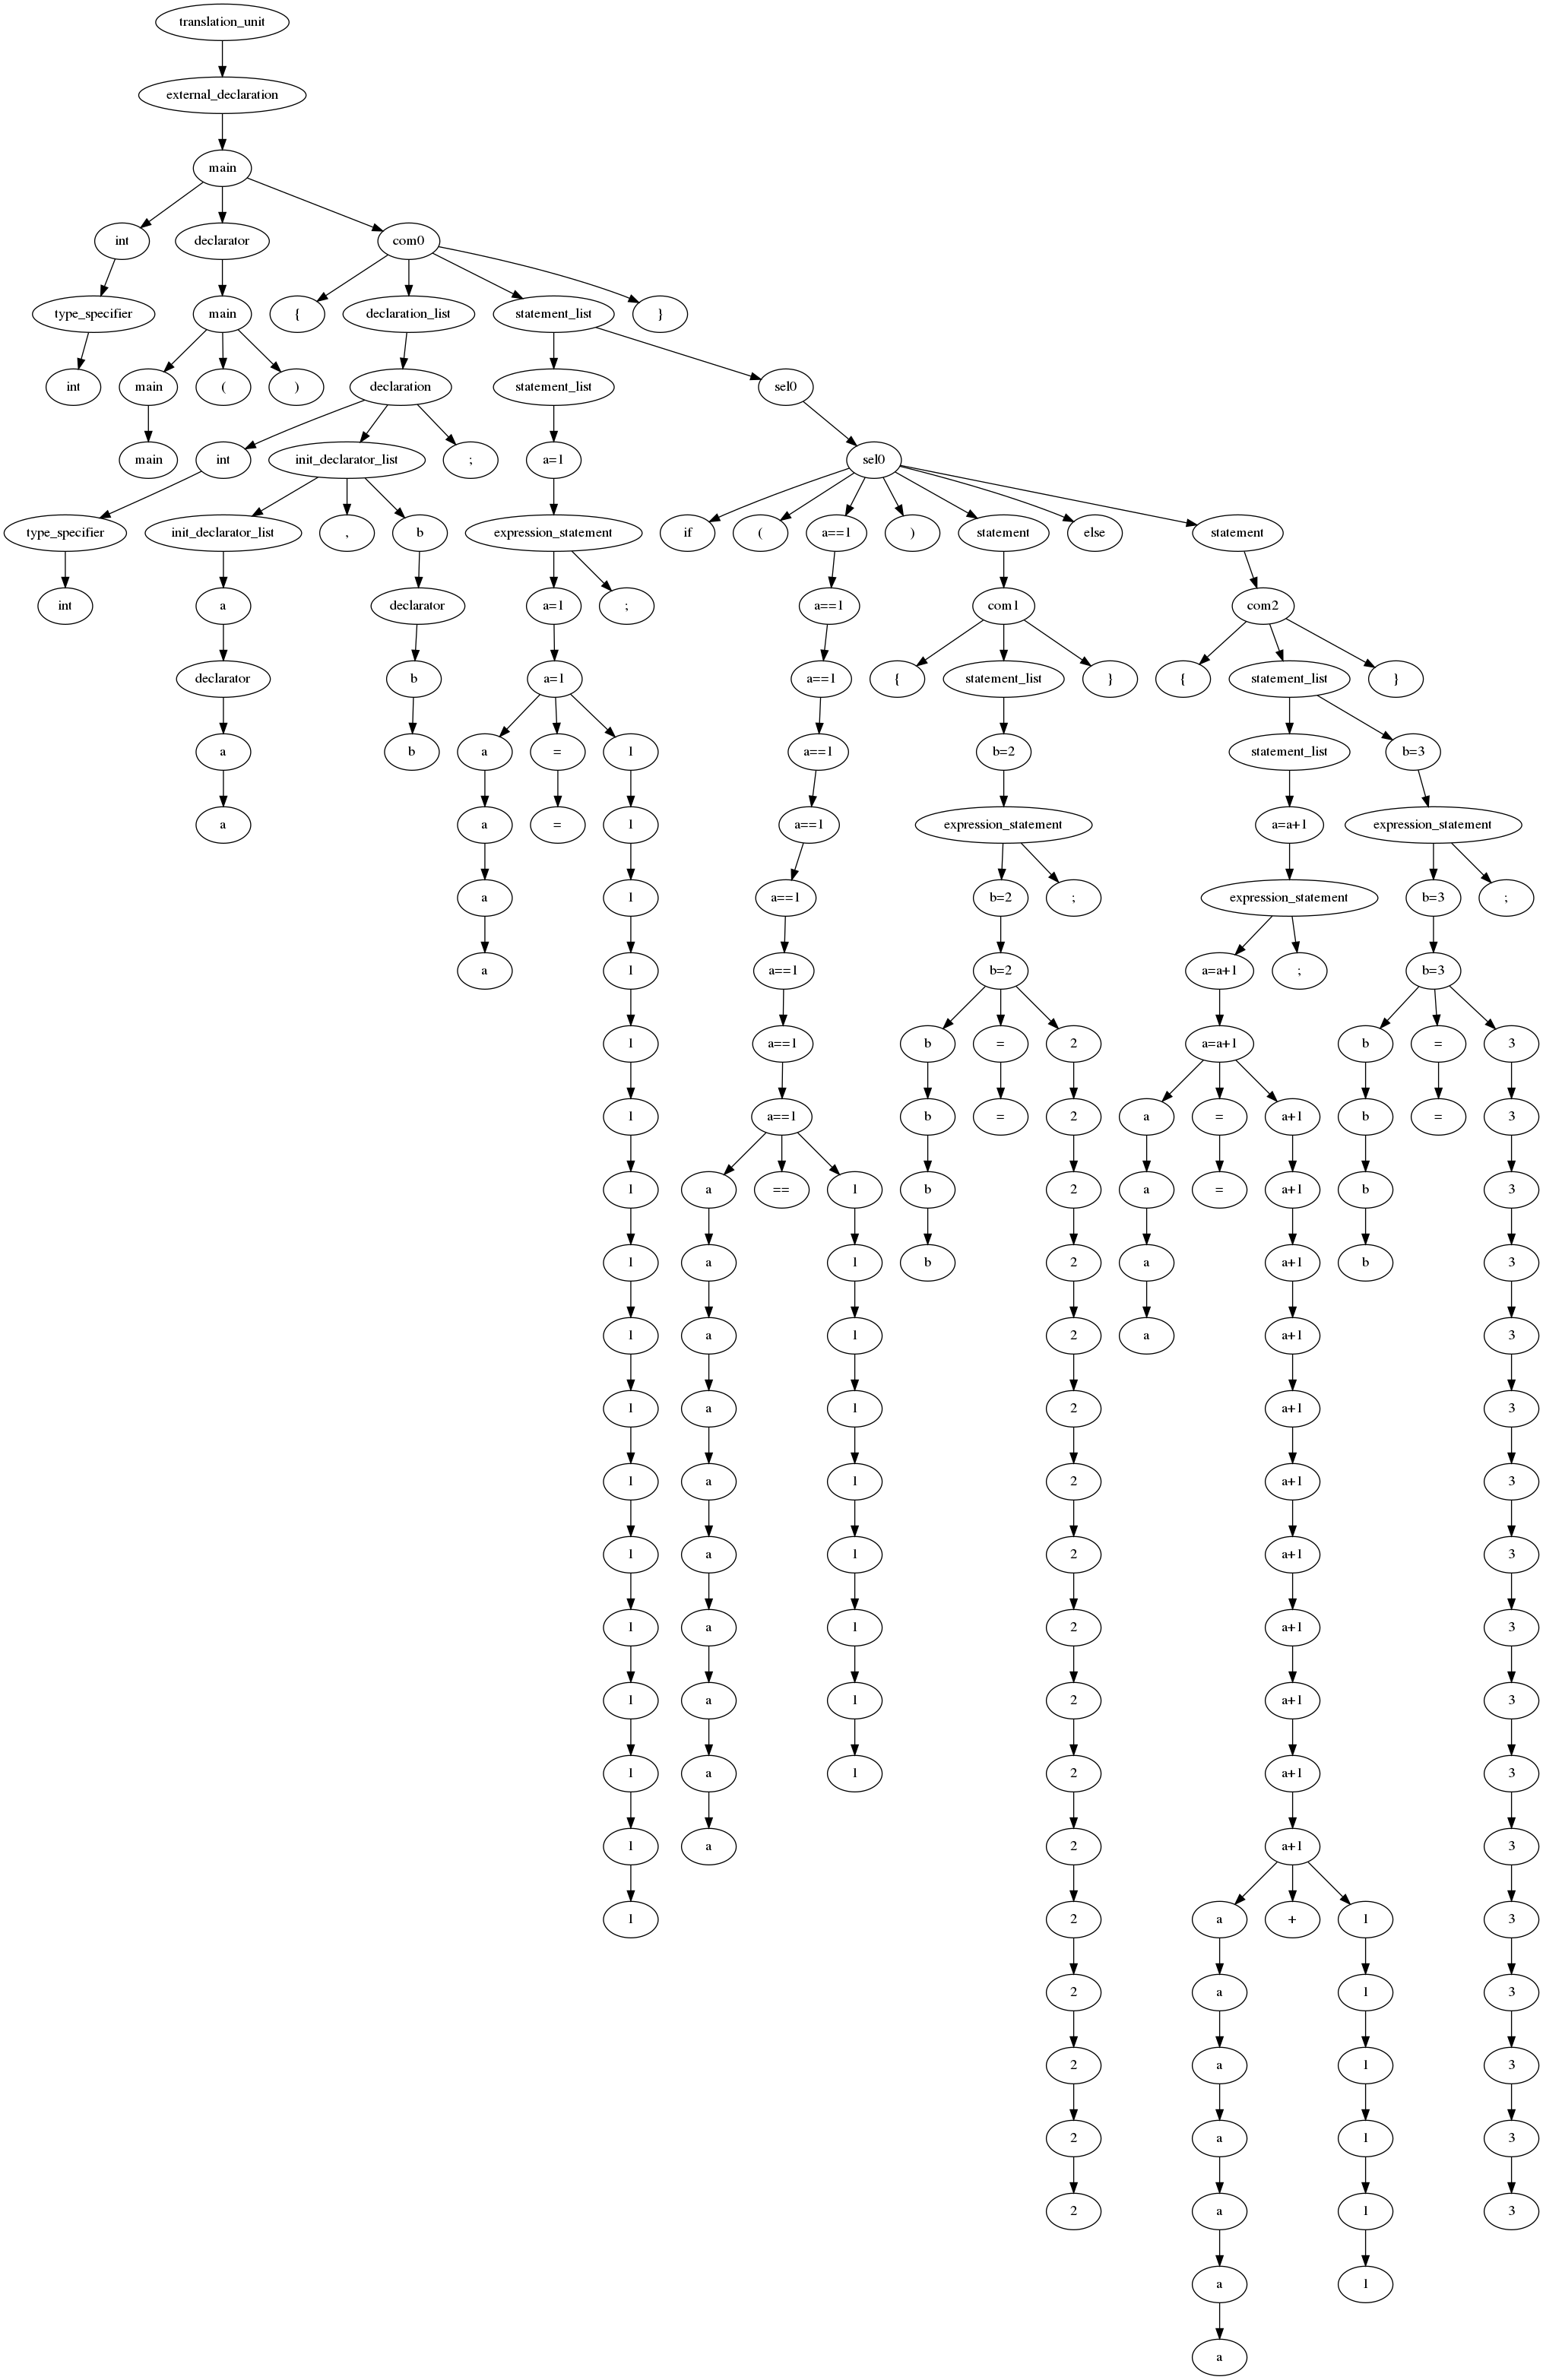 translation_unit
external_declaration
main
int declarator com0
type_specifier main { declaration_list statement_list }
int main ( ) declaration statement_list sel0
main int init_declarator_list ; a=1 sel0
type_specifier init_declarator_list , b expression_statement if ( a==1 ) statement else statement
int a declarator a=1 ; a==1 com1 com2
declarator b a=1 a==1 { statement_list } { statement_list }
a b a = 1 a==1 b=2 statement_list b=3
a a = 1 a==1 expression_statement a=a+1 expression_statement
a 1 a==1 b=2 ; expression_statement b=3 ;
a 1 a==1 b=2 a=a+1 ; b=3
1 a==1 b = 2 a=a+1 b = 3
1 a==1 b = 2 a = a+1 b = 3
1 a == 1 b 2 a = a+1 b 3
1 a 1 b 2 a a+1 b 3
1 a 1 2 a a+1 3
1 a 1 2 a+1 3
1 a 1 2 a+1 3
1 a 1 2 a+1 3
1 a 1 2 a+1 3
1 a 1 2 a+1 3
1 a 1 2 a+1 3
1 a 2 a+1 3
1 2 a + 1 3
2 a 1 3
2 a 1 3
2 a 1 3
2 a 1 3
a 1
a